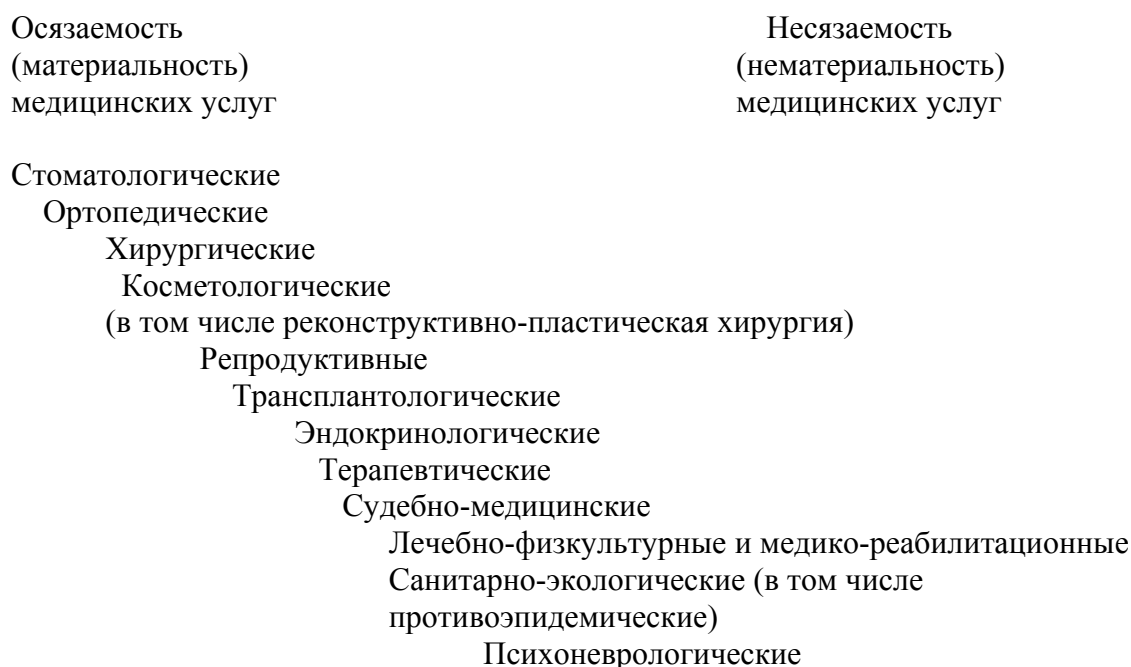 Осязаемость Несязаемость
(материальность) (нематериальность)
медицинских услуг медицинских услуг
Стоматологические
Ортопедические
Хирургические
Косметологические
(в том числе реконструктивно-пластическая хирургия)
Репродуктивные
Трансплантологические
Эндокринологические
Терапевтические
Судебно-медицинские
Лечебно-физкультурные и медико-реабилитационные
Санитарно-экологические (в том числе
противоэпидемические)
Психоневрологические